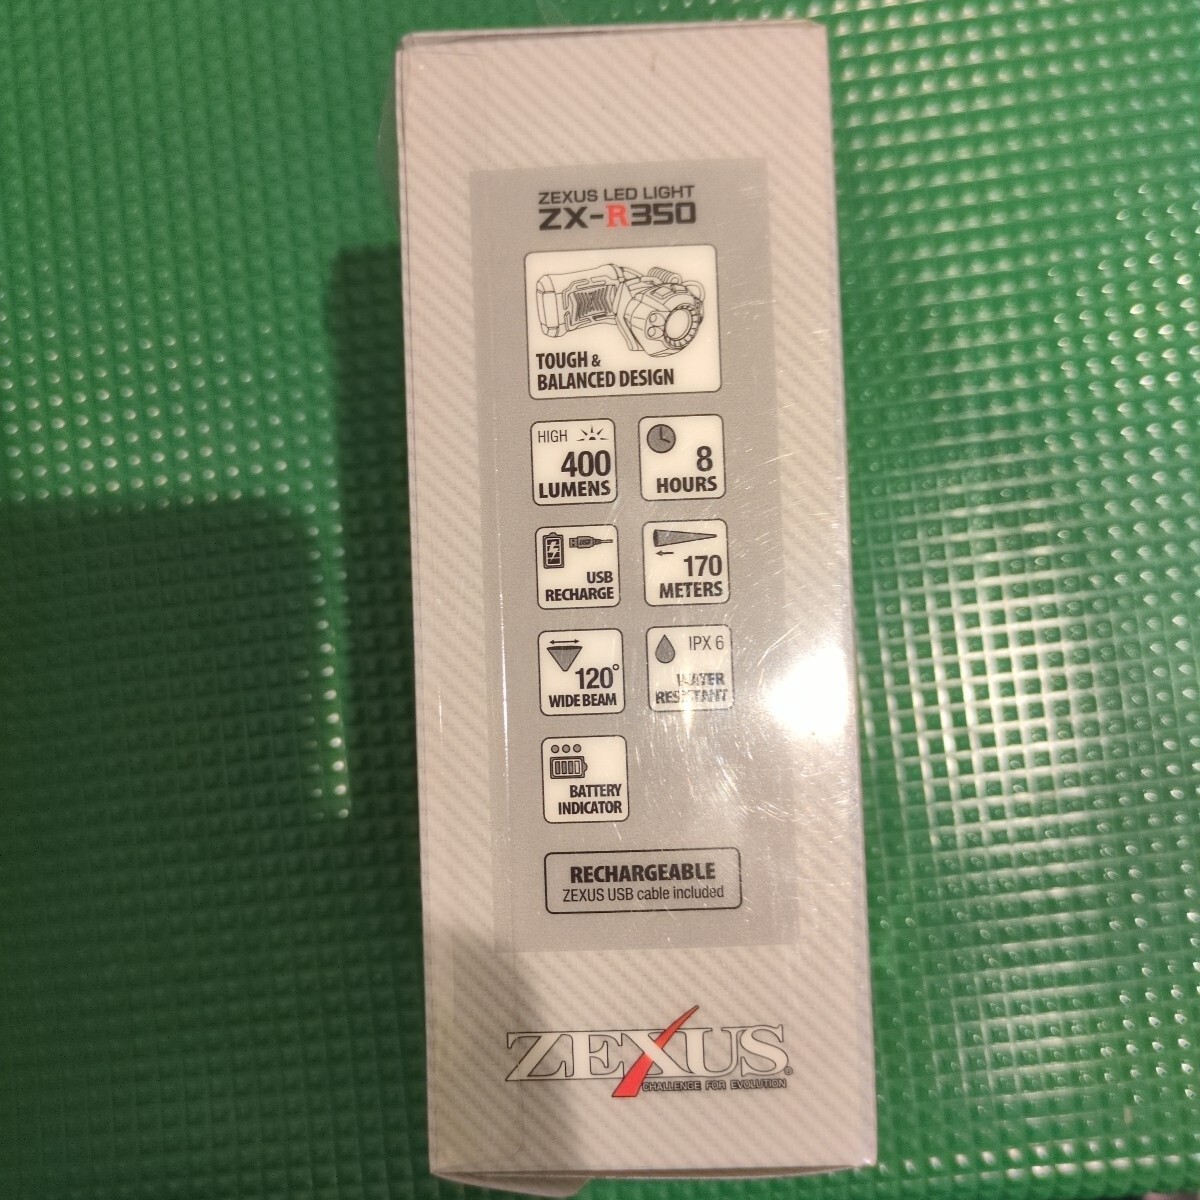 ZEXUS LED LIGHT
ZX-R350
TOUGH &
BALANCED DESIGN
HIGH
400
LUMENS
8
HOURS
USB
RECHARGE
170
METERS
120°
WIDE BEAM
IPX 6
WATER
RESISTANT
BATTERY
INDICATOR
RECHARGEABLE
ZEXUS USB cable included
ZEXUS®
CHALLENGE FOR EVOLUTION